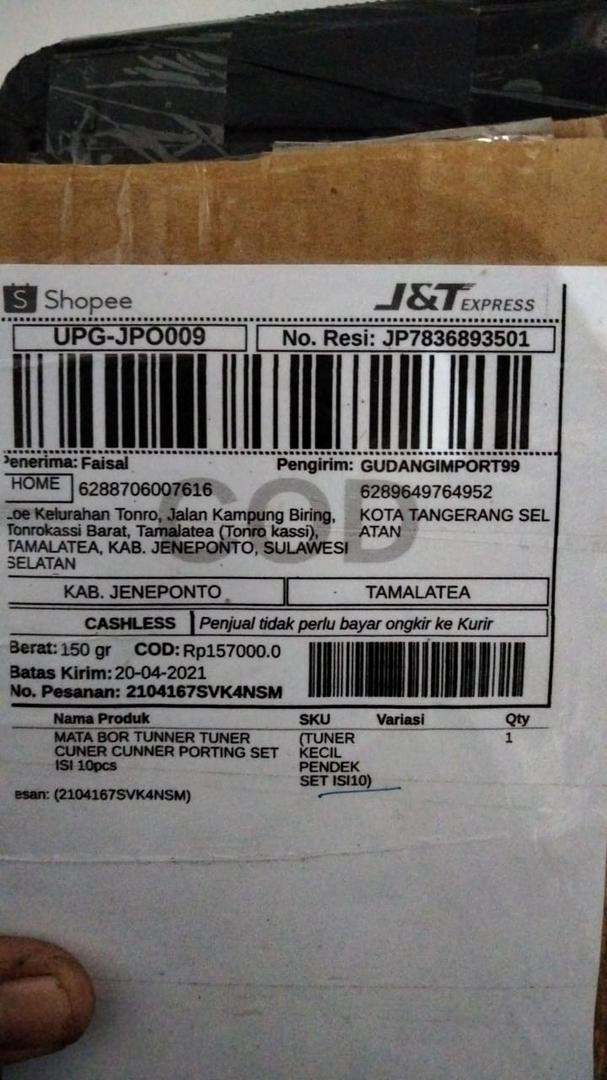 Shopee
J&T EXPRESS
UPG-JPO009
No. Resi: JP7836893501
Penerima: Faisal
Pengirim: GUDANGIMPORT99
HOME
6288706007616
6289649764952
COD
Loe Kelurahan Tonro, Jalan Kampung Biring,
Tonrokassi Barat, Tamalatea (Tonro kassi),
TAMALATEA, KAB. JENEPONTO, SULAWESI
SELATAN
KOTA TANGERANG SEL
ATAN
KAB. JENEPONTO
TAMALATEA
CASHLESS
Penjual tidak perlu bayar ongkir ke Kurir
Berat: 150 gr COD: Rp157000.0
Batas Kirim: 20-04-2021
No. Pesanan: 2104167SVK4NSM
Nama Produk SKU Variasi Qty
MATA BOR TUNNER TUNER
CUNER CUNNER PORTING SET
ISI 10pcs
(TUNER
KECIL
PENDEK
SET ISI10)
1
esan: (2104167SVK4NSM)